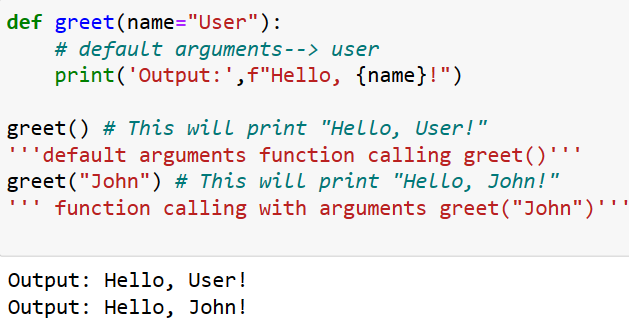 def greet(name="User"):
    # default arguments--> user
    print('Output:',f"Hello, {name}!")
greet() # This will print "Hello, User!"
'''default arguments function calling greet()'''
greet("John") # This will print "Hello, John!"
''' function calling with arguments greet("John")'''
Output: Hello, User!
Output: Hello, John!